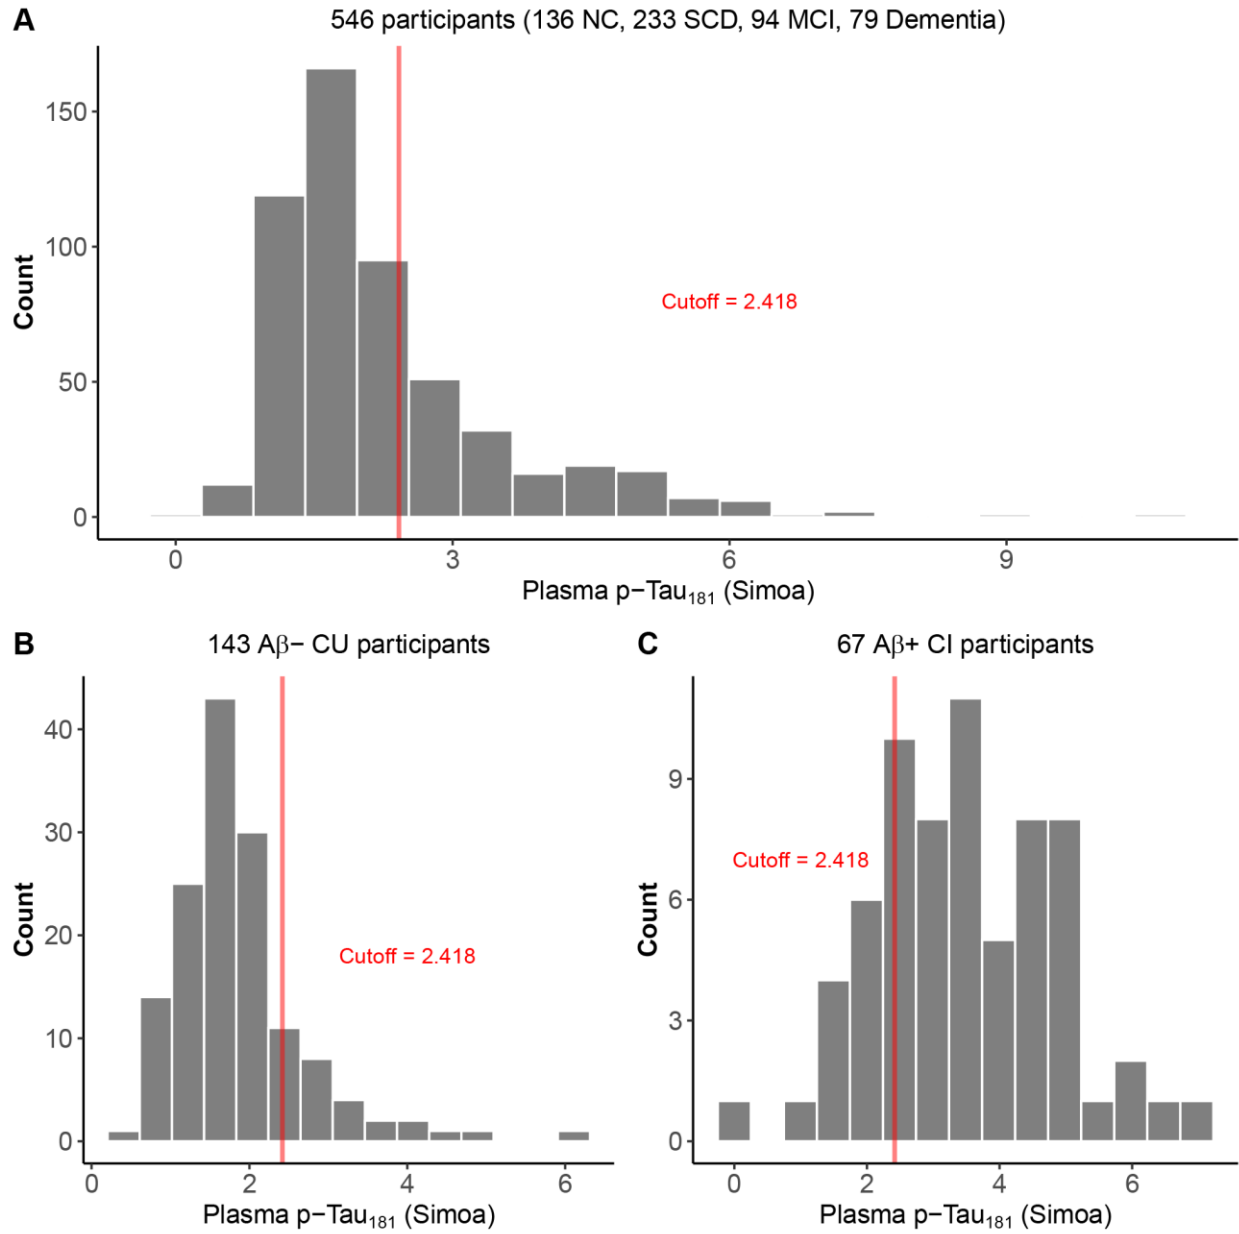 A
546 participants (136 NC, 233 SCD, 94 MCI, 79 Dementia)
150
100
50
0
Count
Cutoff = 2.418
0 3 6 9
Plasma p−Tau₁₈₁ (Simoa)
B
143 Aβ− CU participants
40
30
20
10
0
Count
Cutoff = 2.418
0 2 4 6
Plasma p−Tau₁₈₁ (Simoa)
C
67 Aβ+ CI participants
9
6
3
0
Count
Cutoff = 2.418
0 2 4 6
Plasma p−Tau₁₈₁ (Simoa)